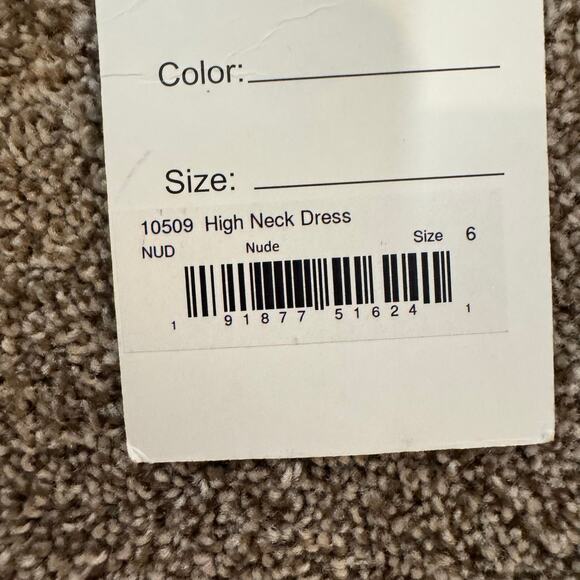 Color:
Size:
10509 High Neck Dress
NUD Nude Size 6
1 91877 51624 1